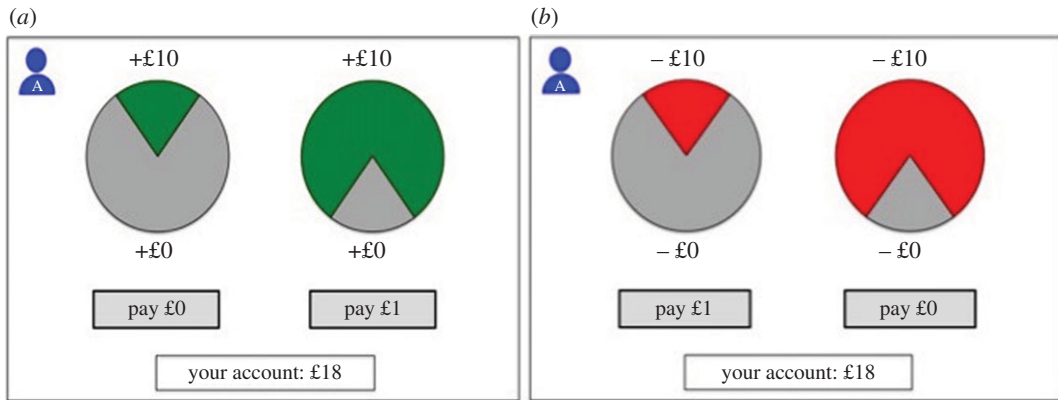 (a)
A
+£10
+£10
+£0
+£0
pay £0
pay £1
your account: £18
(b)
A
– £10
– £10
– £0
– £0
pay £1
pay £0
your account: £18